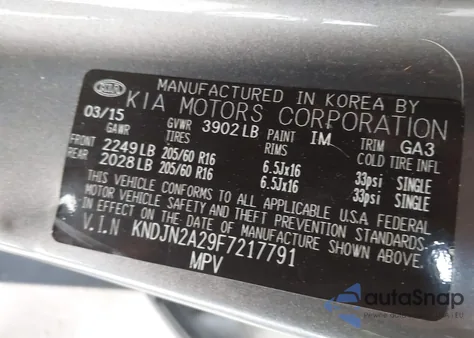 KIA
MANUFACTURED IN KOREA BY
KIA MOTORS CORPORATION
03/15 GVWR 3902 LB PAINT IM TRIM GA3
GAWR TIRES RIMS COLD TIRE INFL
FRONT 2249 LB 205/60 R16 6.5Jx16 33psi SINGLE
REAR 2028 LB 205/60 R16 6.5Jx16 33psi SINGLE
THIS VEHICLE CONFORMS TO ALL APPLICABLE U.S.A FEDERAL
MOTOR VEHICLE SAFETY AND THEFT PREVENTION STANDARDS
IN EFFECT ON THE DATE OF MANUFACTURE SHOWN ABOVE.
V.I.N KNDJN2A29F7217791
MPV
autaSnap